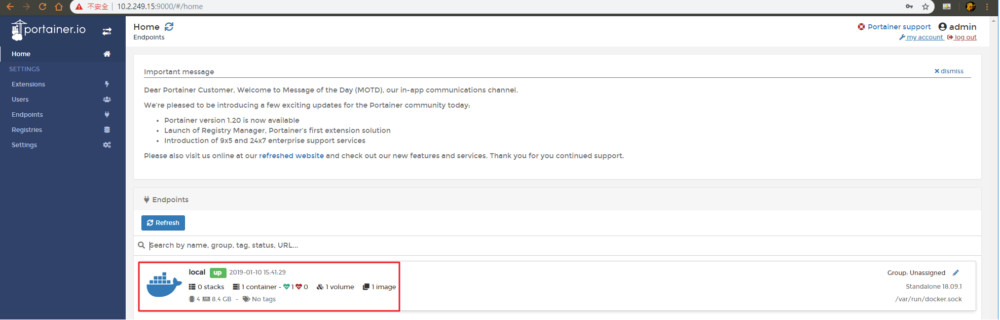 不安全 10.2.249.15:9000/#/home
portainer.io
Home
SETTINGS
Extensions
Users
Endpoints
Registries
Settings
Home
Endpoints
Portainer support admin
my account log out
Important message
dismiss
Dear Portainer Customer, Welcome to Message of the Day (MOTD), our in-app communications channel.
We're pleased to be introducing a few exciting updates for the Portainer community today:
• Portainer version 1.20 is now available
• Launch of Registry Manager, Portainer's first extension solution
• Introduction of 9x5 and 24x7 enterprise support services
Please also visit us online at our refreshed website and check out our new features and services. Thank you for you continued support.
Endpoints
Refresh
Search by name, group, tag, status, URL...
local up 2019-01-10 15:41:29
0 stacks 1 container - 1 0 1 volume 1 image
4 8.4 GB - No tags
Group: Unassigned
Standalone 18.09.1
/var/run/docker.sock